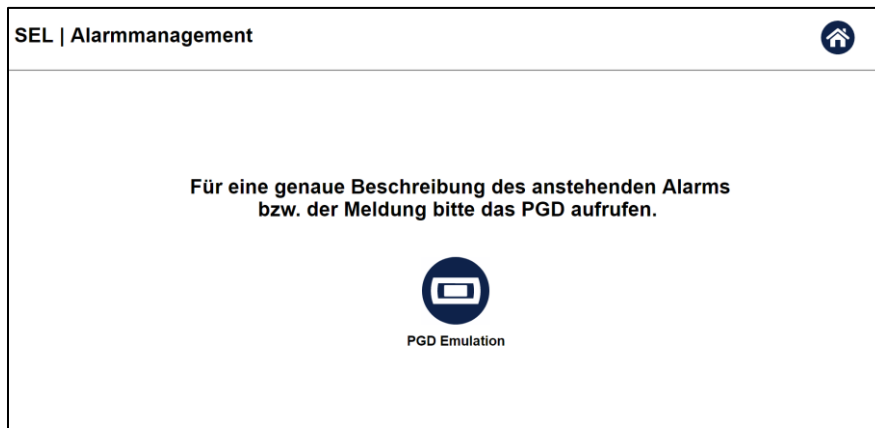 SEL | Alarmmanagement
Für eine genaue Beschreibung des anstehenden Alarms
bzw. der Meldung bitte das PGD aufrufen.
PGD Emulation